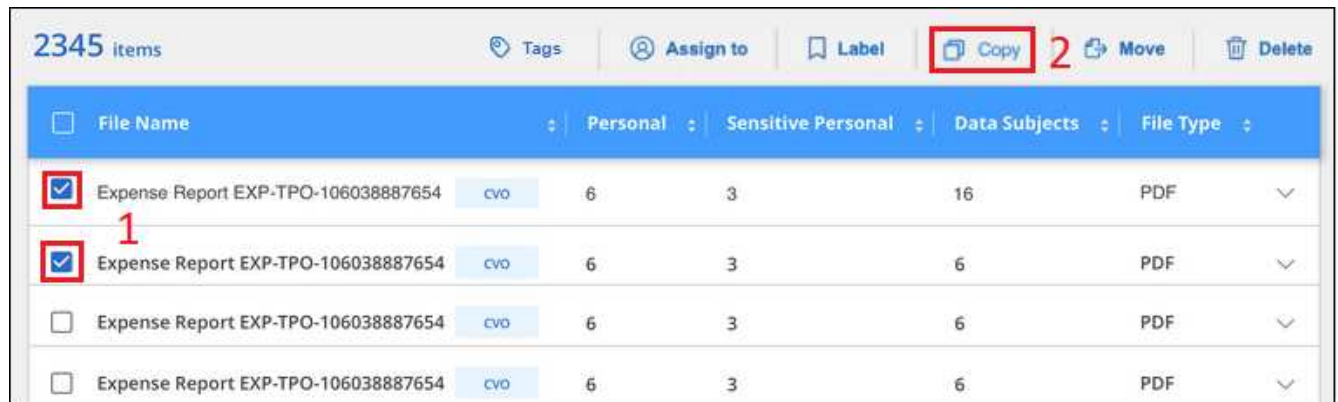 2345 items Tags Assign to Label Copy 2 Move Delete
File Name Personal Sensitive Personal Data Subjects File Type
Expense Report EXP-TPO-106038887654 CVO 6 3 16 PDF
1
Expense Report EXP-TPO-106038887654 CVO 6 3 6 PDF
Expense Report EXP-TPO-106038887654 CVO 6 3 6 PDF
Expense Report EXP-TPO-106038887654 CVO 6 3 6 PDF